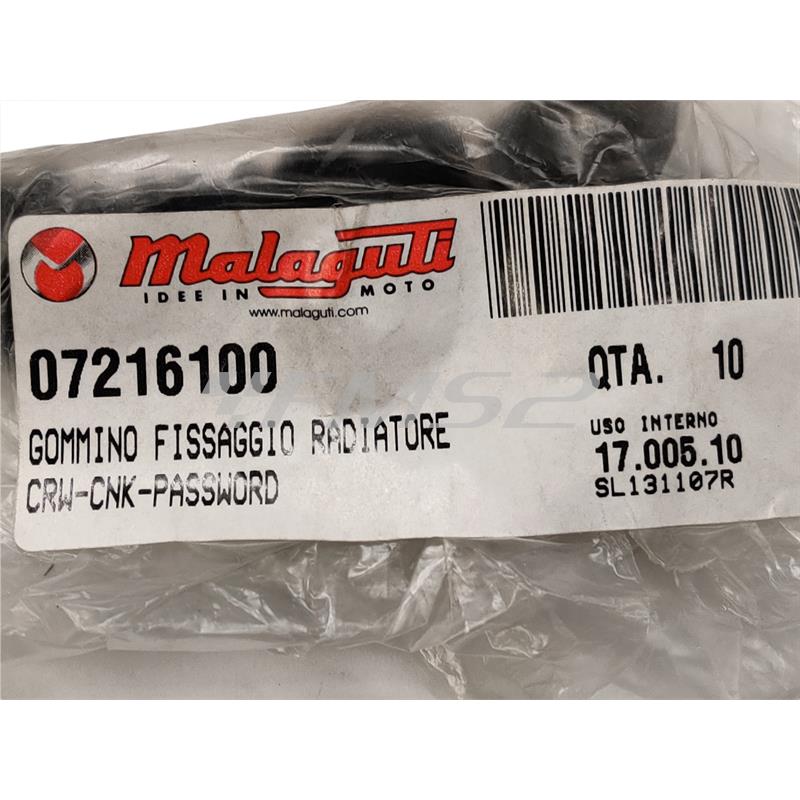 malaguti
IDEE IN MOTO
www.malaguti.com
07216100
QTA. 10
GOMMINO FISSAGGIO RADIATORE
CRW-CNK-PASSWORD
USO INTERNO
17.005.10
SL131107R